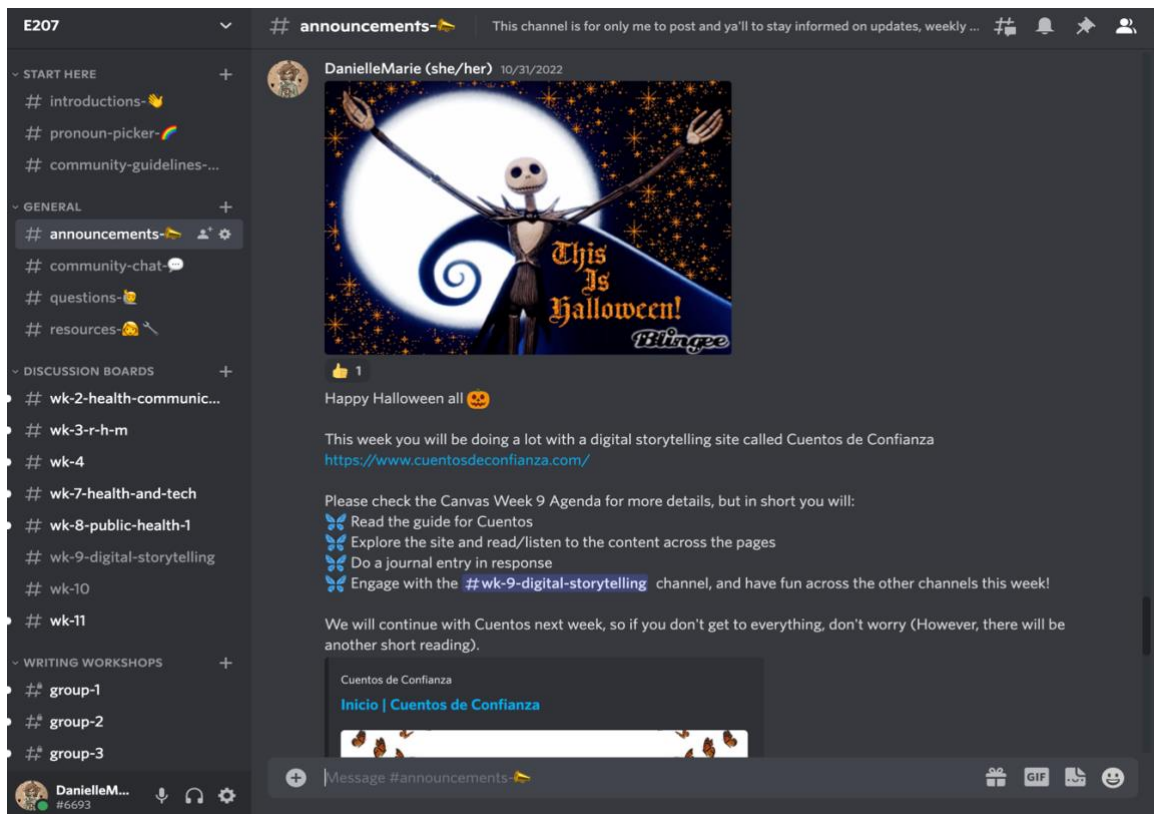 E207
START HERE
# introductions-👋
# pronoun-picker-🌈
# community-guidelines-...
GENERAL
# announcements-📣
# community-chat-💬
# questions-🙋
# resources-👩‍🔧
DISCUSSION BOARDS
# wk-2-health-communic...
# wk-3-r-h-m
# wk-4
# wk-7-health-and-tech
# wk-8-public-health-1
# wk-9-digital-storytelling
# wk-10
# wk-11
WRITING WORKSHOPS
# group-1
# group-2
# group-3
DanielleM...
#6693
# announcements-📣 This channel is for only me to post and ya'll to stay informed on updates, weekly ...
DanielleMarie (she/her) 10/31/2022
This
Is
Halloween!
Blingee
👍 1
Happy Halloween all 🎃
This week you will be doing a lot with a digital storytelling site called Cuentos de Confianza
https://www.cuentosdeconfianza.com/
Please check the Canvas Week 9 Agenda for more details, but in short you will:
🦋 Read the guide for Cuentos
🦋 Explore the site and read/listen to the content across the pages
🦋 Do a journal entry in response
🦋 Engage with the # wk-9-digital-storytelling channel, and have fun across the other channels this week!
We will continue with Cuentos next week, so if you don't get to everything, don't worry (However, there will be
another short reading).
Cuentos de Confianza
Inicio | Cuentos de Confianza
Message #announcements-📣
GIF